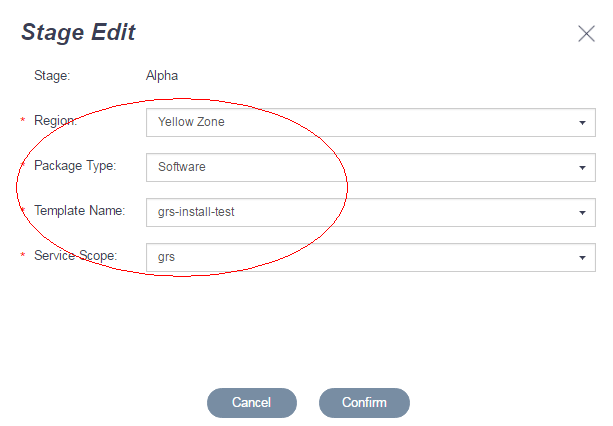 Stage Edit
Stage: Alpha
* Region: Yellow Zone
* Package Type: Software
* Template Name: grs-install-test
* Service Scope: grs
Cancel Confirm